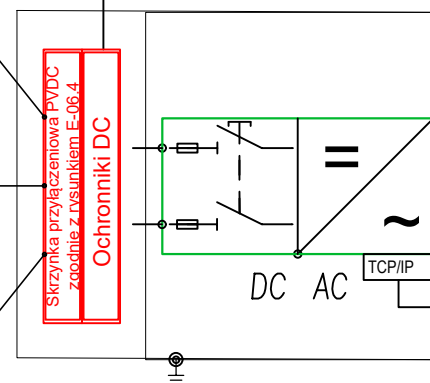 Skrzynka przyłączeniowa PVDC
zgodnie z rysunkiem E-06.4
Ochronniki DC
=
~
DC AC
TCP/IP